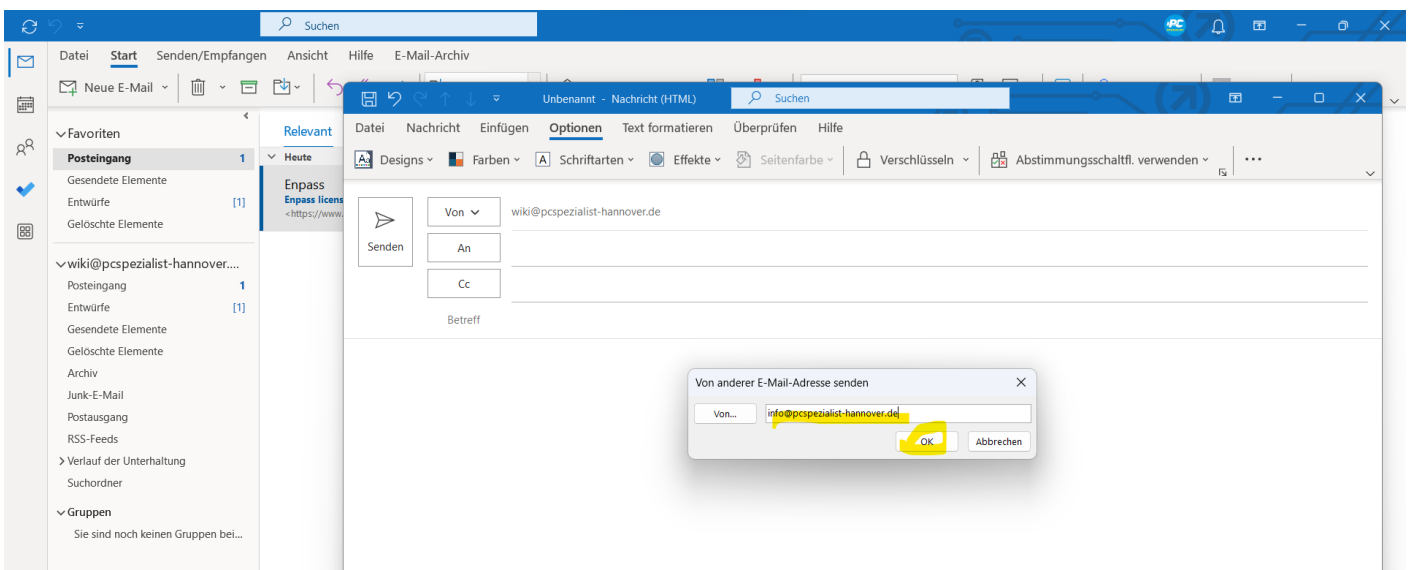 Suchen
Datei Start Senden/Empfangen Ansicht Hilfe E-Mail-Archiv
Neue E-Mail
Favoriten
Posteingang 1
Gesendete Elemente
Entwürfe [1]
Gelöschte Elemente
wiki@pcspezialist-hannover....
Posteingang 1
Entwürfe [1]
Gesendete Elemente
Gelöschte Elemente
Archiv
Junk-E-Mail
Postausgang
RSS-Feeds
Verlauf der Unterhaltung
Suchordner
Gruppen
Sie sind noch keinen Gruppen bei...
Relevant
Heute
Enpass
Enpass licens
<https://www.
Unbenannt - Nachricht (HTML) Suchen
Datei Nachricht Einfügen Optionen Text formatieren Überprüfen Hilfe
Designs Farben Schriftarten Effekte Seitenfarbe Verschlüsseln Abstimmungsschaltfl. verwenden
Senden
Von wiki@pcspezialist-hannover.de
An
Cc
Betreff
Von anderer E-Mail-Adresse senden
Von... info@pcspezialist-hannover.de
OK Abbrechen